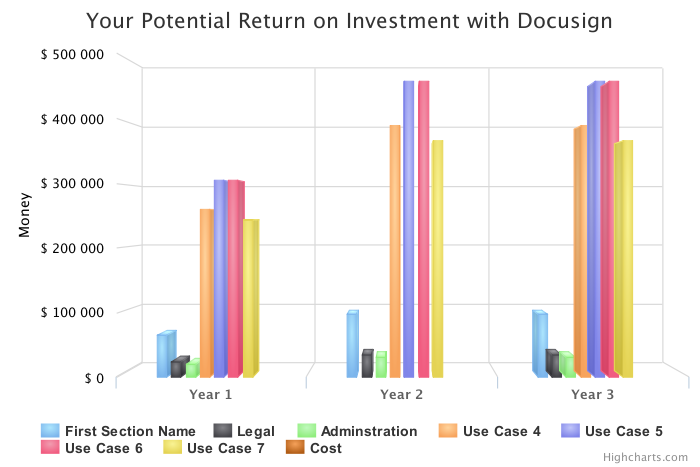 Your Potential Return on Investment with Docusign
$ 500 000
$ 400 000
$ 300 000
$ 200 000
$ 100 000
$ 0
Money
Year 1 Year 2 Year 3
First Section Name Legal Adminstration Use Case 4 Use Case 5
Use Case 6 Use Case 7 Cost
Highcharts.com